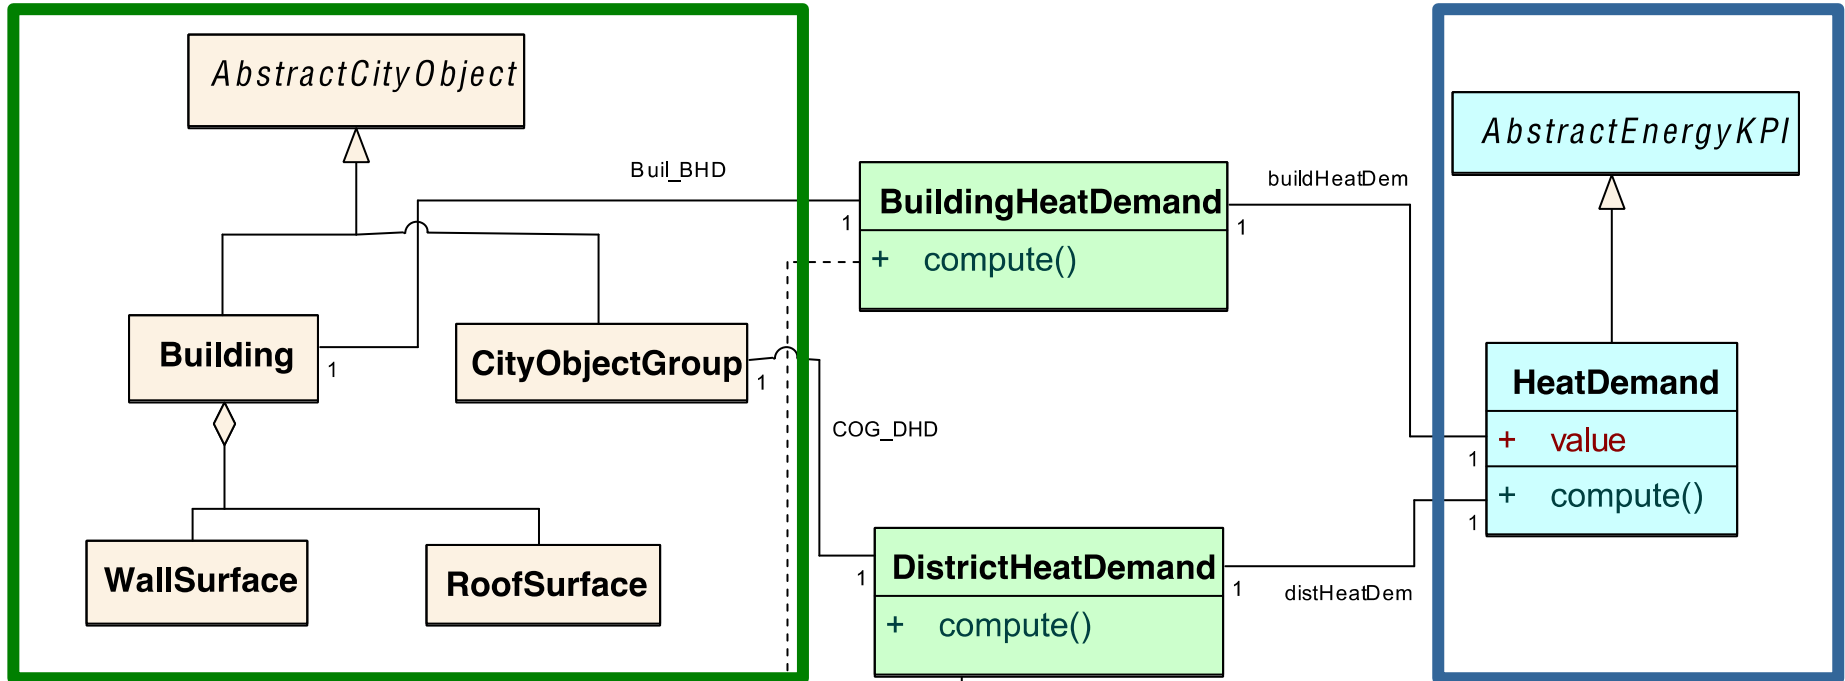 AbstractCityObject
Building
1
CityObjectGroup
1
WallSurface
RoofSurface
Buil_BHD
1
BuildingHeatDemand
+ compute()
1
buildHeatDem
COG_DHD
1
DistrictHeatDemand
+ compute()
1
distHeatDem
AbstractEnergyKPI
HeatDemand
+ value
1
+ compute()
1